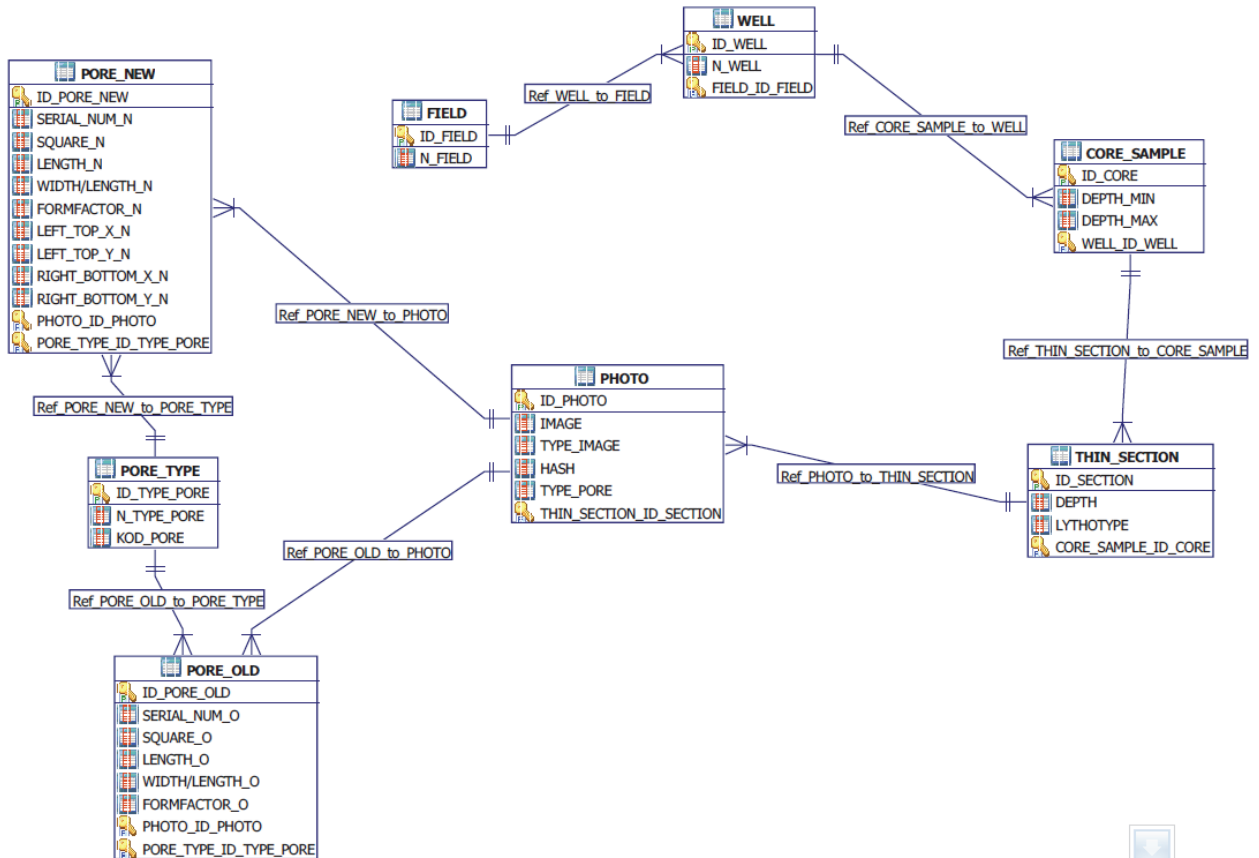 WELL
ID_WELL
N_WELL
FIELD_ID_FIELD
Ref_WELL_to_FIELD
FIELD
ID_FIELD
N_FIELD
Ref_CORE_SAMPLE_to_WELL
CORE_SAMPLE
ID_CORE
DEPTH_MIN
DEPTH_MAX
WELL_ID_WELL
PORE_NEW
ID_PORE_NEW
SERIAL_NUM_N
SQUARE_N
LENGTH_N
WIDTH/LENGTH_N
FORMFACTOR_N
LEFT_TOP_X_N
LEFT_TOP_Y_N
RIGHT_BOTTOM_X_N
RIGHT_BOTTOM_Y_N
PHOTO_ID_PHOTO
PORE_TYPE_ID_TYPE_PORE
Ref_PORE_NEW_to_PHOTO
Ref_THIN_SECTION_to_CORE_SAMPLE
PHOTO
ID_PHOTO
IMAGE
TYPE_IMAGE
HASH
TYPE_PORE
THIN_SECTION_ID_SECTION
Ref_PORE_NEW_to_PORE_TYPE
PORE_TYPE
ID_TYPE_PORE
N_TYPE_PORE
KOD_PORE
Ref_PHOTO_to_THIN_SECTION
THIN_SECTION
ID_SECTION
DEPTH
LYTHOTYPE
CORE_SAMPLE_ID_CORE
Ref_PORE_OLD_to_PHOTO
Ref_PORE_OLD_to_PORE_TYPE
PORE_OLD
ID_PORE_OLD
SERIAL_NUM_O
SQUARE_O
LENGTH_O
WIDTH/LENGTH_O
FORMFACTOR_O
PHOTO_ID_PHOTO
PORE_TYPE_ID_TYPE_PORE